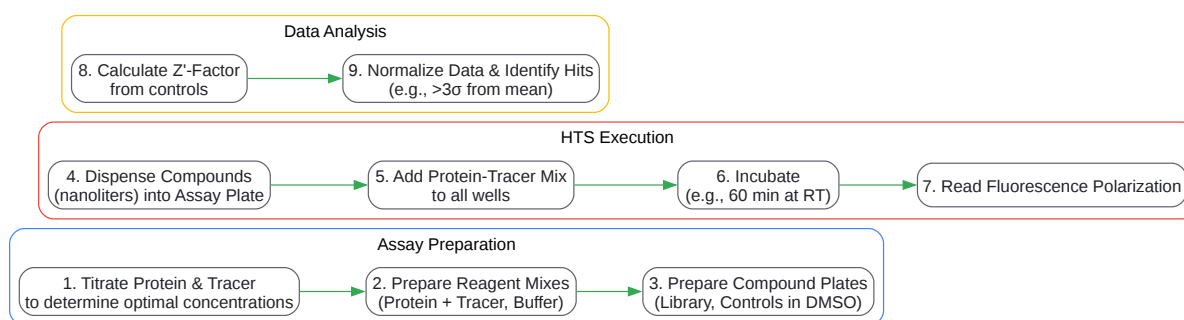 Data Analysis
8. Calculate Z'-Factor
from controls
9. Normalize Data & Identify Hits
(e.g., >3σ from mean)
HTS Execution
4. Dispense Compounds
(nanoliters) into Assay Plate
5. Add Protein-Tracer Mix
to all wells
6. Incubate
(e.g., 60 min at RT)
7. Read Fluorescence Polarization
Assay Preparation
1. Titrate Protein & Tracer
to determine optimal concentrations
2. Prepare Reagent Mixes
(Protein + Tracer, Buffer)
3. Prepare Compound Plates
(Library, Controls in DMSO)